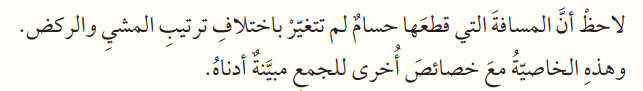 لاحظْ أنَّ المسافةَ التي قطعَها حسامٌ لم تتغيّرْ باختلافِ ترتيبِ المشيِ والركض.
وهذهِ الخاصيّةُ معَ خصائصَ أُخرى للجمعِ مبيَّنةٌ أدناهُ.